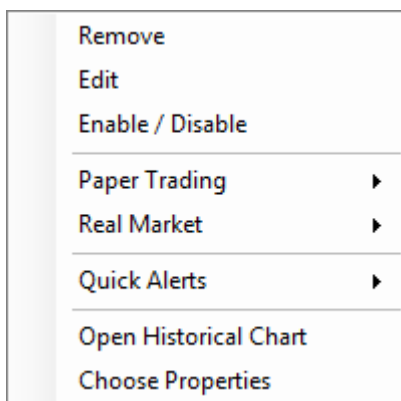 Remove
Edit
Enable / Disable
Paper Trading
Real Market
Quick Alerts
Open Historical Chart
Choose Properties